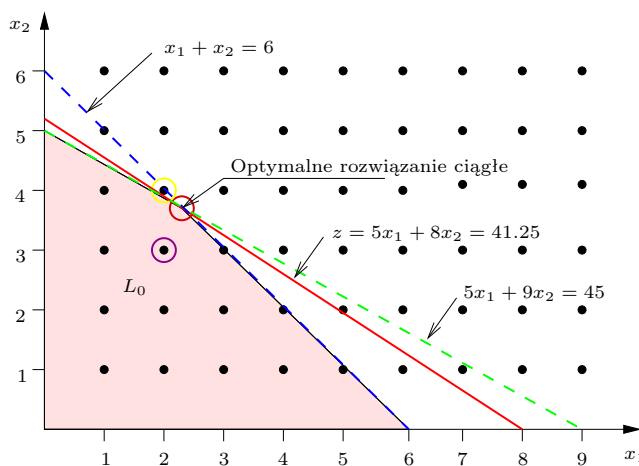 x₂
x₁ + x₂ = 6
6
5
Optymalne rozwiązanie ciągłe
4
z = 5x₁ + 8x₂ = 41.25
3
L₀
5x₁ + 9x₂ = 45
2
1
1 2 3 4 5 6 7 8 9 x₁